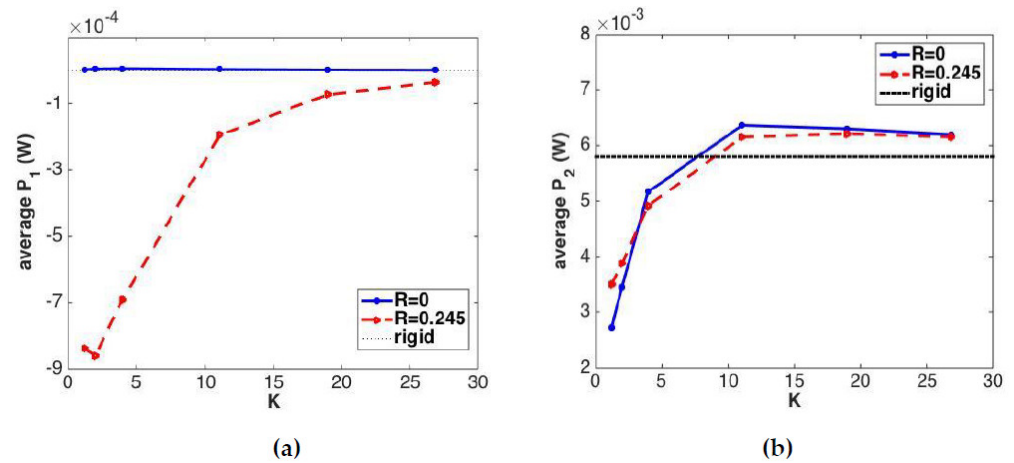 ×10⁻⁴
-1
-3
-5
-7
-9
0 5 10 15 20 25 30
average P₁ (W)
K
R=0
R=0.245
rigid
(a)
×10⁻³
8
7
6
5
4
3
2
0 5 10 15 20 25 30
average P₂ (W)
K
R=0
R=0.245
rigid
(b)